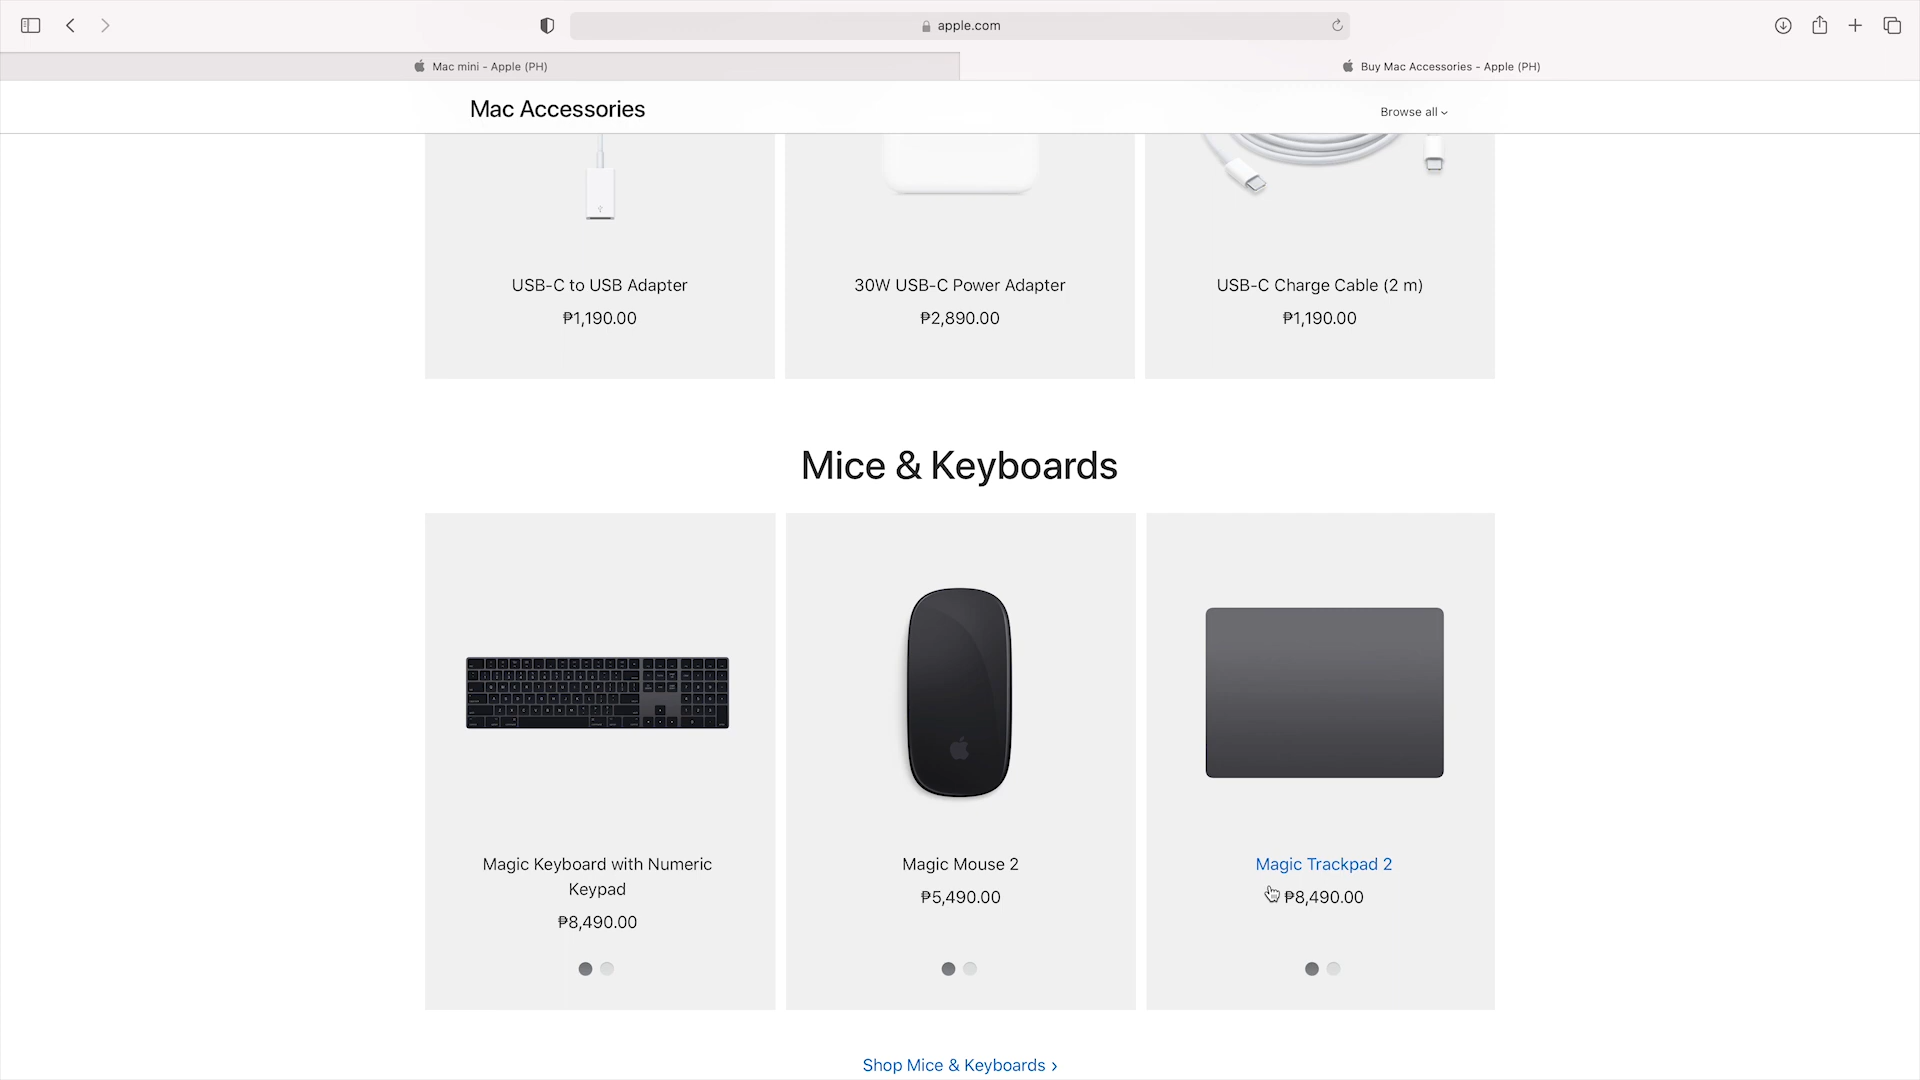 apple.com
Mac mini - Apple (PH)
Buy Mac Accessories - Apple (PH)
Mac Accessories
Browse all
USB-C to USB Adapter
₱1,190.00
30W USB-C Power Adapter
₱2,890.00
USB-C Charge Cable (2 m)
₱1,190.00
Mice & Keyboards
Magic Keyboard with Numeric
Keypad
₱8,490.00
Magic Mouse 2
₱5,490.00
Magic Trackpad 2
₱8,490.00
Shop Mice & Keyboards ›